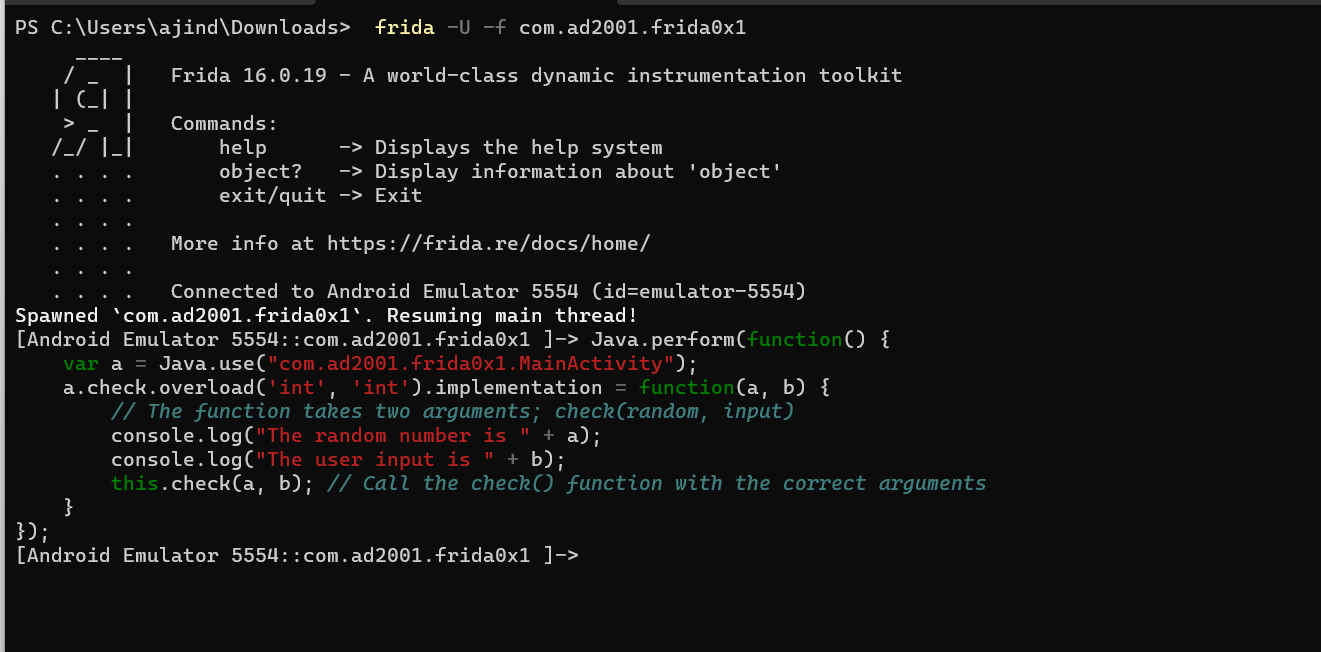 PS C:\Users\ajind\Downloads>  frida -U -f com.ad2001.frida0x1
     ____
    / _  |   Frida 16.0.19 - A world-class dynamic instrumentation toolkit
   | (_| |
    > _  |   Commands:
   /_/ |_|       help      -> Displays the help system
   . . . .       object?   -> Display information about 'object'
   . . . .       exit/quit -> Exit
   . . . .
   . . . .   More info at https://frida.re/docs/home/
   . . . .
   . . . .   Connected to Android Emulator 5554 (id=emulator-5554)
Spawned `com.ad2001.frida0x1`. Resuming main thread!
[Android Emulator 5554::com.ad2001.frida0x1 ]-> Java.perform(function() {
    var a = Java.use("com.ad2001.frida0x1.MainActivity");
    a.check.overload('int', 'int').implementation = function(a, b) {
        // The function takes two arguments; check(random, input)
        console.log("The random number is " + a);
        console.log("The user input is " + b);
        this.check(a, b); // Call the check() function with the correct arguments
    }
});
[Android Emulator 5554::com.ad2001.frida0x1 ]->